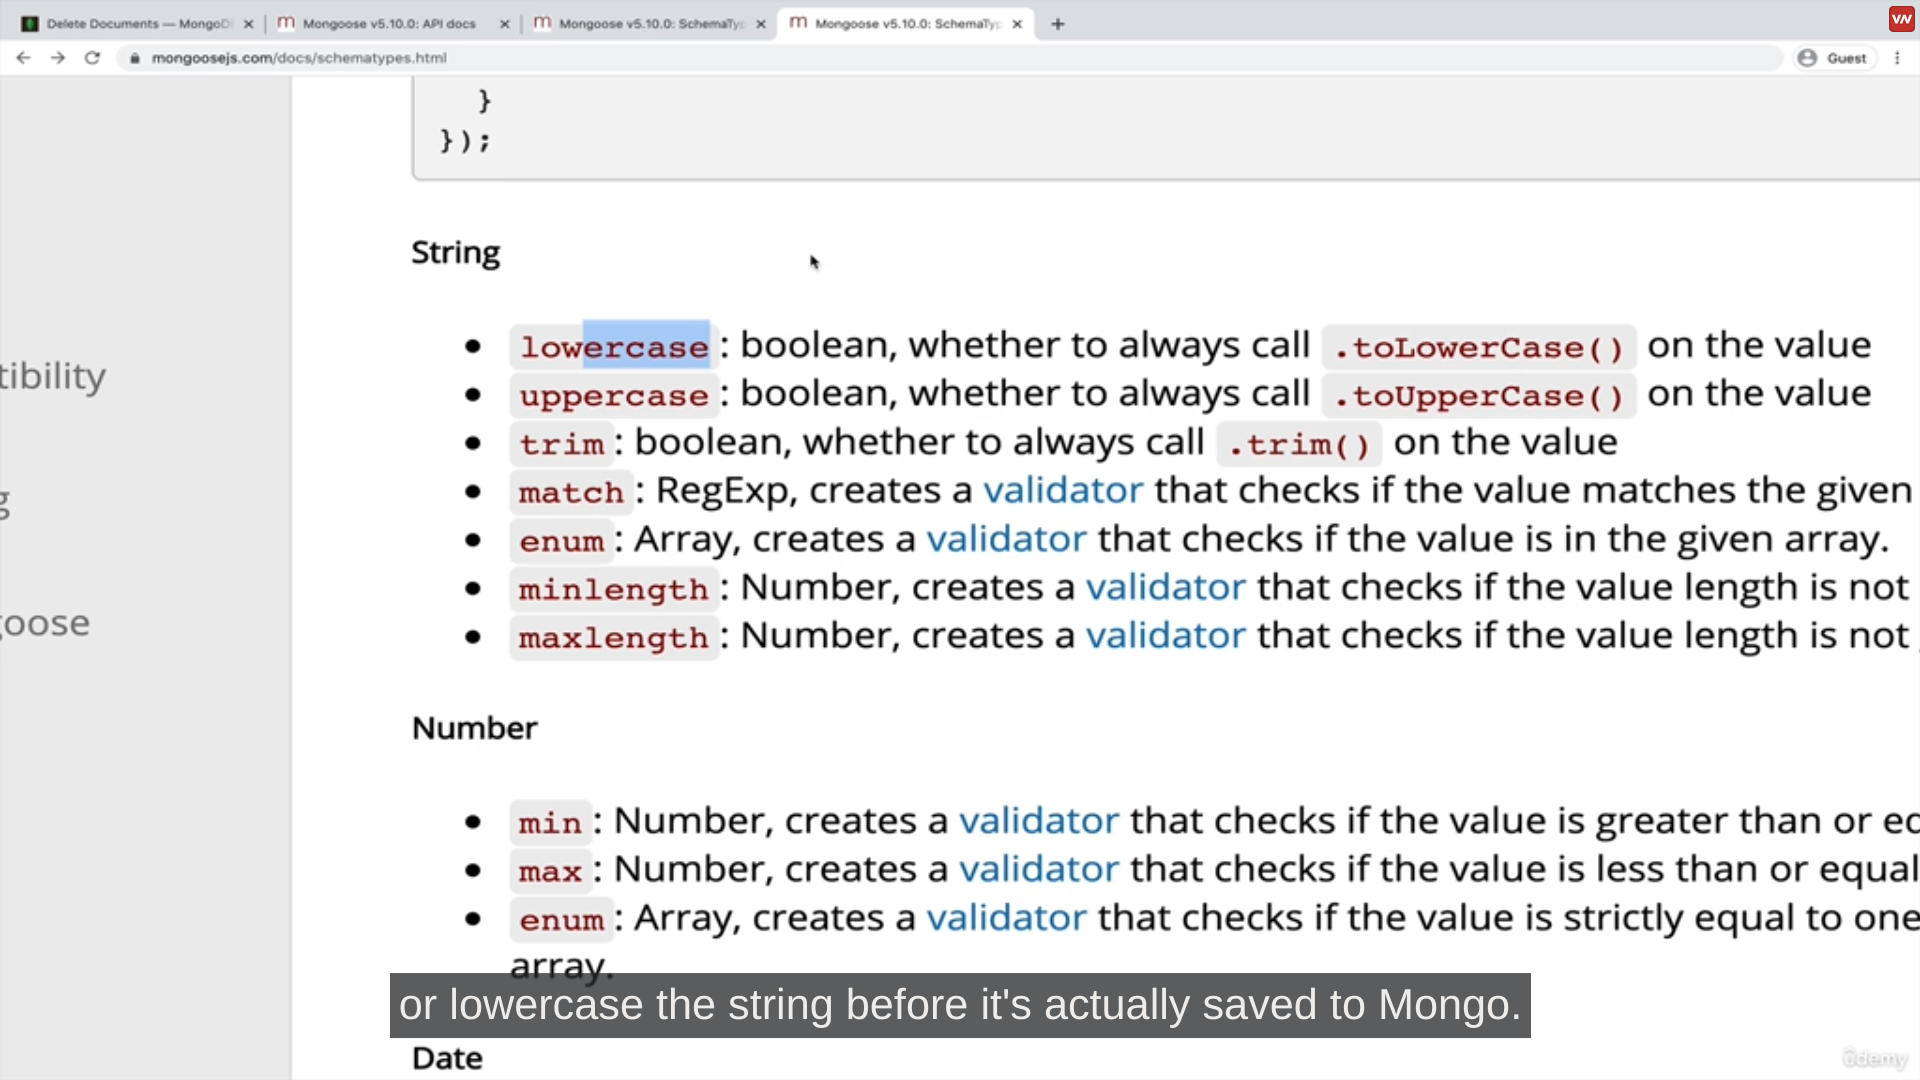 Delete Documents — MongoD
Mongoose v5.10.0: API docs
Mongoose v5.10.0: SchemaTyp
Mongoose v5.10.0: SchemaTyp
VN
mongoosejs.com/docs/schematypes.html
Guest
}
});
String
lowercase: boolean, whether to always call .toLowerCase() on the value
uppercase: boolean, whether to always call .toUpperCase() on the value
tibility
trim: boolean, whether to always call .trim() on the value
match: RegExp, creates a validator that checks if the value matches the given
g
enum: Array, creates a validator that checks if the value is in the given array.
minlength: Number, creates a validator that checks if the value length is not
goose
maxlength: Number, creates a validator that checks if the value length is not
Number
min: Number, creates a validator that checks if the value is greater than or eq
max: Number, creates a validator that checks if the value is less than or equal
enum: Array, creates a validator that checks if the value is strictly equal to one
array.
or lowercase the string before it's actually saved to Mongo.
Date
ûdemy